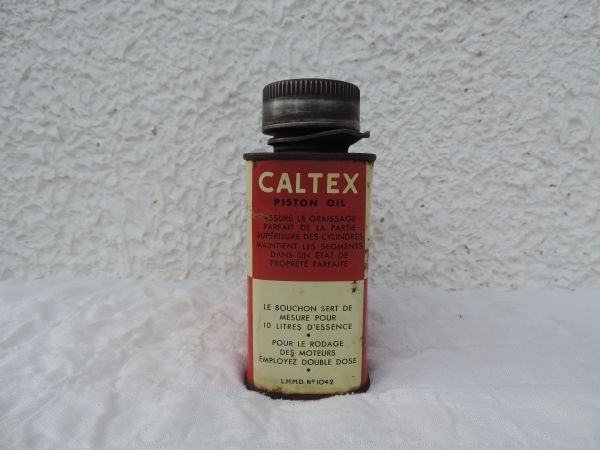 CALTEX
PISTON OIL
ASSURE LE GRAISSAGE
PARFAIT DE LA PARTIE
SUPÉRIEURE DES CYLINDRES
MAINTIENT LES SEGMENTS
DANS UN ÉTAT DE
PROPRETÉ PARFAITE
LE BOUCHON SERT DE
MESURE POUR
10 LITRES D'ESSENCE
•
POUR LE RODAGE
DES MOTEURS
EMPLOYEZ DOUBLE DOSE
•
L.H.M.D. Nº 1042